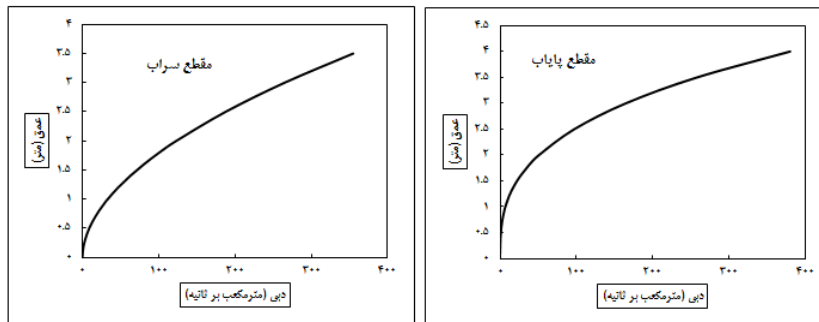 مقطع سراب
عمق (متر)
۴
۳.۵
۳
۲.۵
۲
۱.۵
۱
۰.۵
۰
۰ ۱۰۰ ۲۰۰ ۳۰۰ ۴۰۰
دبی (مترمکعب بر ثانیه)
مقطع پایاب
عمق (متر)
۴.۵
۴
۳.۵
۳
۲.۵
۲
۱.۵
۱
۰.۵
۰
۰ ۱۰۰ ۲۰۰ ۳۰۰ ۴۰۰
دبی (مترمکعب بر ثانیه)